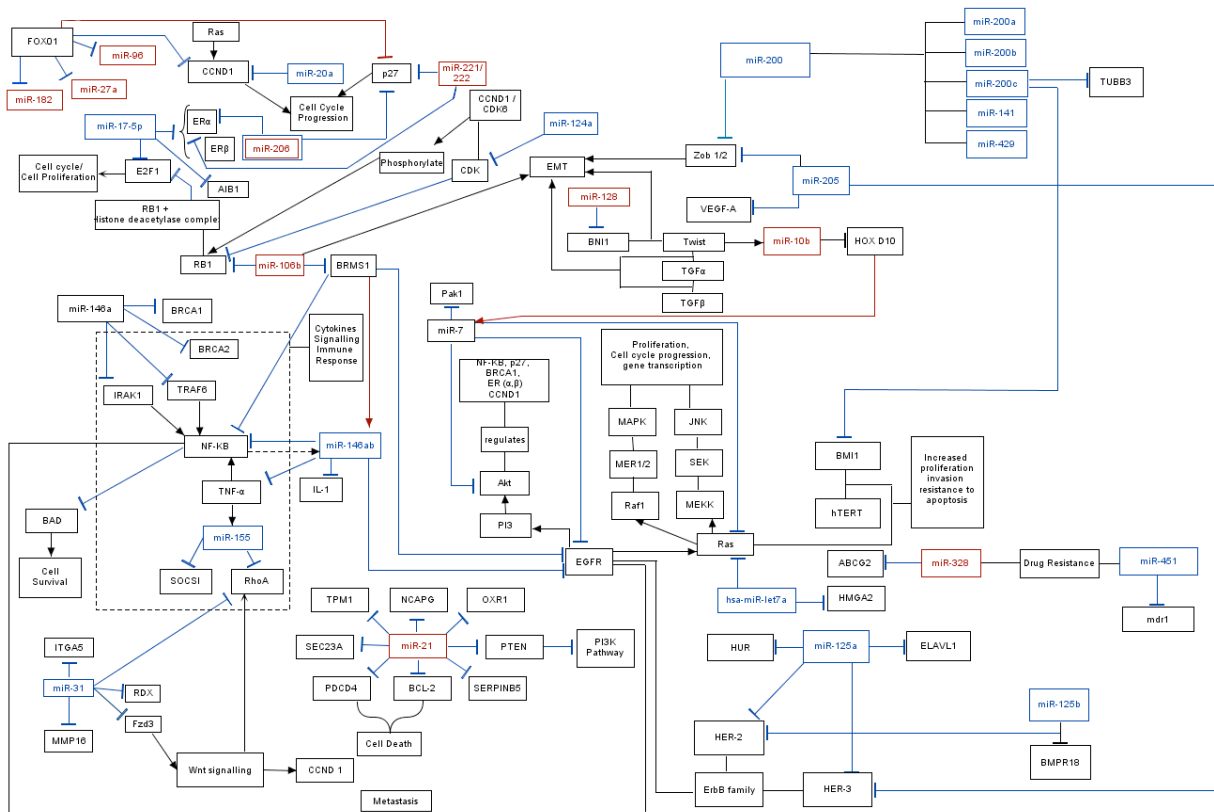 FOX01
miR-96
miR-27a
miR-182
Ras
CCND1
miR-20a
p27
miR-221/
222
Cell Cycle
Progression
CCND1 /
CDK6
miR-124a
miR-17-5p
ERα
ERβ
miR-206
Cell cycle/
Cell Proliferation
E2F1
AIB1
Phosphorylate
CDK
RB1 +
Histone deacetylase complex
RB1
miR-106b
BRMS1
EMT
miR-128
BNI1
Twist
TGFα
TGFβ
miR-10b
HOX D10
Zob 1/2
VEGF-A
miR-205
miR-200
miR-200a
miR-200b
miR-200c
miR-141
miR-429
TUBB3
miR-146a
BRCA1
BRCA2
Cytokines
Signalling
Immune
Response
IRAK1
TRAF6
NF-KB
miR-146ab
TNF-α
IL-1
BAD
Cell
Survival
miR-155
SOCSI
RhoA
Pak1
miR-7
NF-KB, p27,
BRCA1,
ER (α,β)
CCND1
regulates
Akt
PI3
EGFR
Proliferation,
Cell cycle progression,
gene transcription
MAPK
JNK
MER1/2
SEK
Raf1
MEKK
Ras
BMI1
hTERT
Increased
proliferation
invasion
resistance to
apoptosis
ABCG2
miR-328
Drug Resistance
miR-451
mdr1
hsa-miR-let7a
HMGA2
ITGA5
miR-31
RDX
MMP16
Fzd3
Wnt signalling
CCND 1
TPM1
NCAPG
OXR1
SEC23A
miR-21
PTEN
PI3K
Pathway
PDCD4
BCL-2
SERPINB5
Cell Death
Metastasis
HUR
miR-125a
ELAVL1
miR-125b
HER-2
BMPR18
ErbB family
HER-3